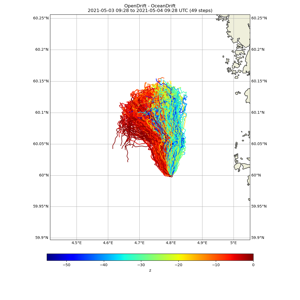 OpenDrift - OceanDrift
2021-05-03 09:28 to 2021-05-04 09:28 UTC (49 steps)
60.25°N 60.25°N
60.2°N 60.2°N
60.15°N 60.15°N
60.1°N 60.1°N
60.05°N 60.05°N
60°N 60°N
59.95°N 59.95°N
59.9°N 59.9°N
4.5°E 4.6°E 4.7°E 4.8°E 4.9°E 5°E
−50 −40 −30 −20 −10 0
z